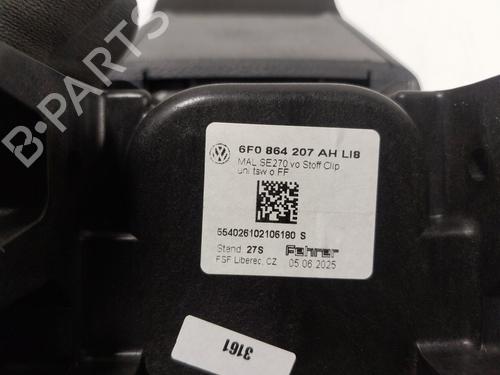 6F0 864 207 AH LI8
MAL SE270 vo Stoff Clip
uni tsw o FF
554026102106180 S
Stand: 27S
Fehrer
FSF Liberec, CZ
05.06.2025
3161
B-PARTS